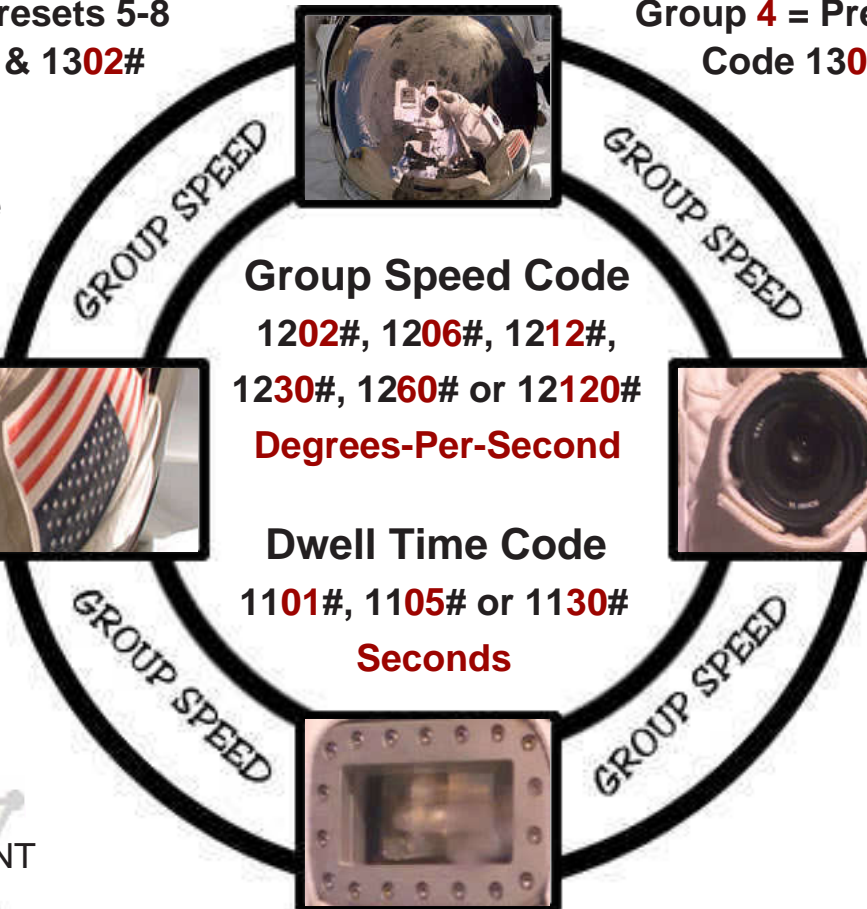 resets 5-8
& 1302#
Group 4 = Pre
Code 130
GROUP SPEED
GROUP SPEED
Group Speed Code
1202#, 1206#, 1212#,
1230#, 1260# or 12120#
Degrees-Per-Second
Dwell Time Code
1101#, 1105# or 1130#
Seconds
GROUP SPEED
GROUP SPEED
NT